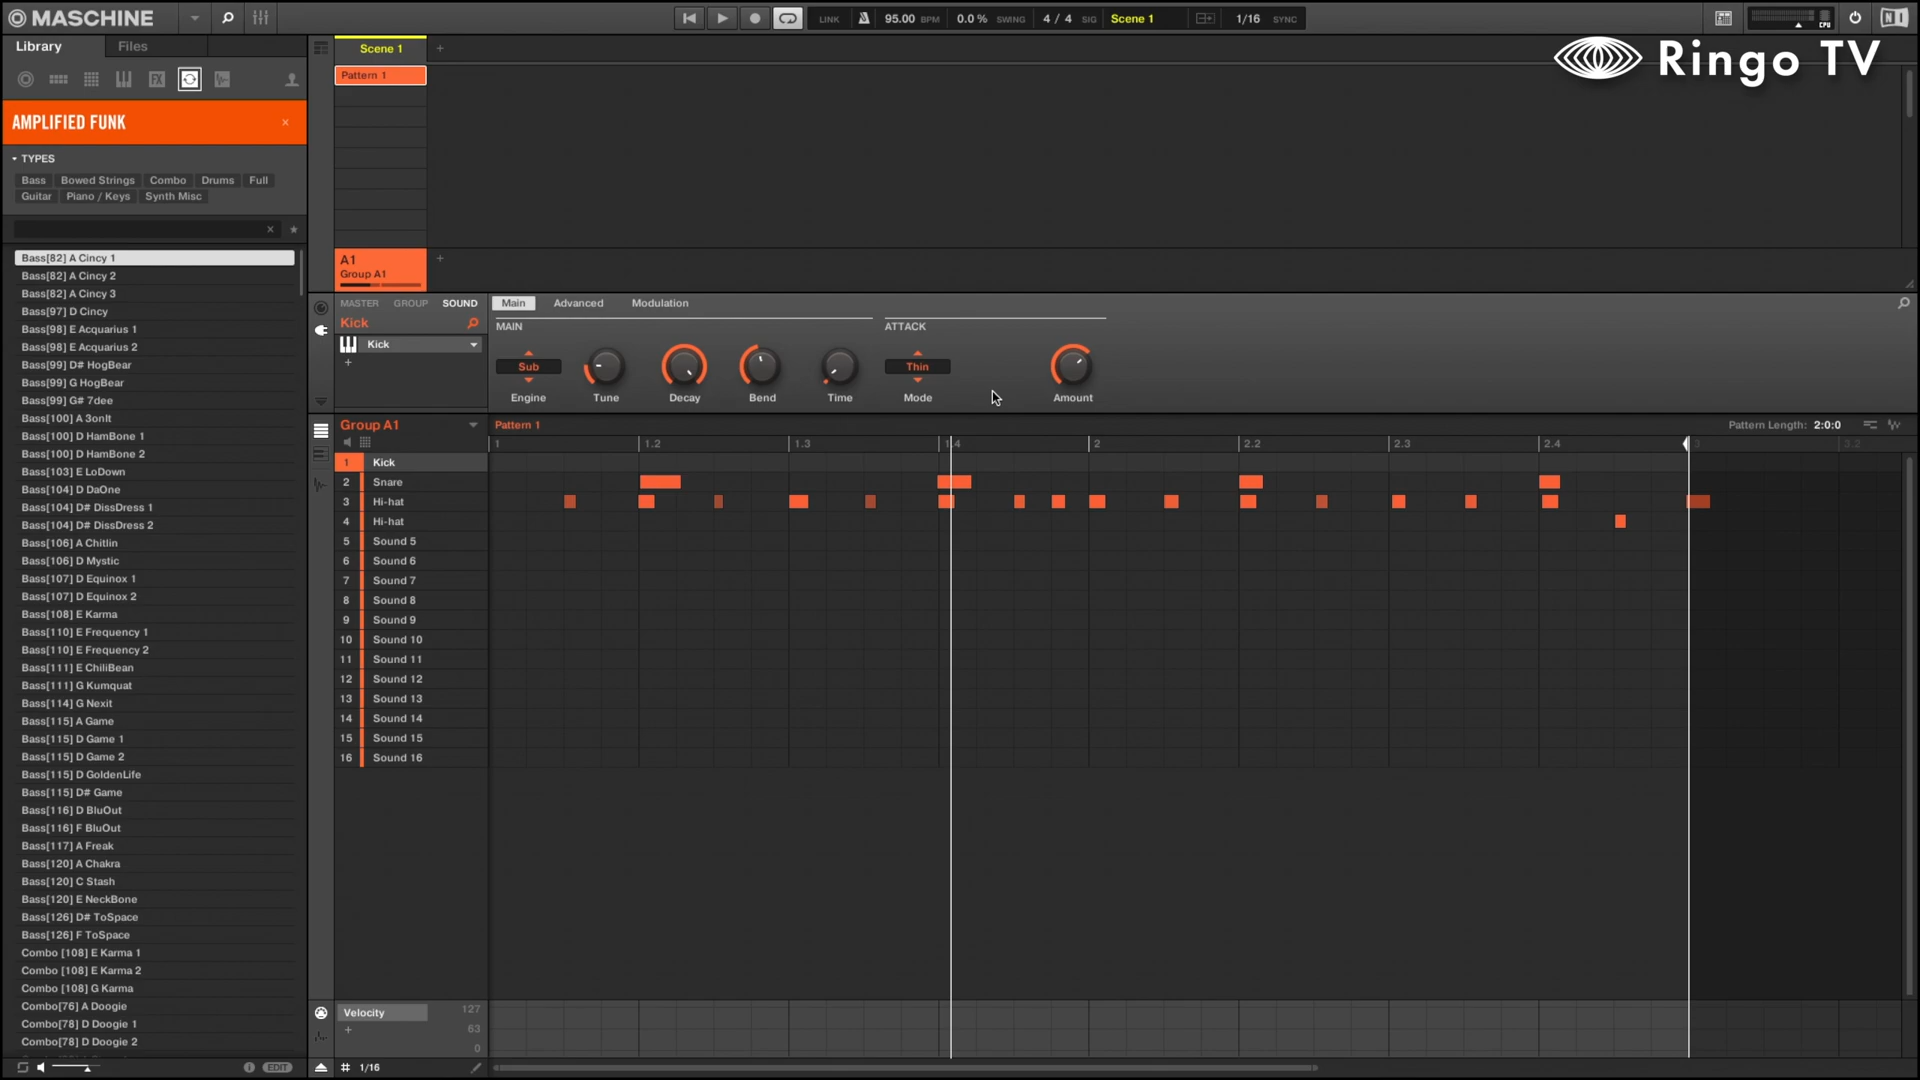 MASCHINE
LINK 95.00 BPM 0.0 % SWING 4 / 4 SIG Scene 1 1/16 SYNC
CPU
NI
Ringo TV
Library Files
FX
AMPLIFIED FUNK
TYPES
Bass Bowed Strings Combo Drums Full
Guitar Piano / Keys Synth Misc
Bass[82] A Cincy 1
Bass[82] A Cincy 2
Bass[82] A Cincy 3
Bass[97] D Cincy
Bass[98] E Acquarius 1
Bass[98] E Acquarius 2
Bass[99] D# HogBear
Bass[99] G HogBear
Bass[99] G# 7dee
Bass[100] A 3onIt
Bass[100] D HamBone 1
Bass[100] D HamBone 2
Bass[103] E LoDown
Bass[104] D DaOne
Bass[104] D# DissDress 1
Bass[104] D# DissDress 2
Bass[106] A Chitlin
Bass[106] D Mystic
Bass[107] D Equinox 1
Bass[107] D Equinox 2
Bass[108] E Karma
Bass[110] E Frequency 1
Bass[110] E Frequency 2
Bass[111] E ChiliBean
Bass[111] G Kumquat
Bass[114] G Nexit
Bass[115] A Game
Bass[115] D Game 1
Bass[115] D Game 2
Bass[115] D GoldenLife
Bass[115] D# Game
Bass[116] D BluOut
Bass[116] F BluOut
Bass[117] A Freak
Bass[120] A Chakra
Bass[120] C Stash
Bass[120] E NeckBone
Bass[126] D# ToSpace
Bass[126] F ToSpace
Combo [108] E Karma 1
Combo [108] E Karma 2
Combo [108] G Karma
Combo[76] A Doogie
Combo[78] D Doogie 1
Combo[78] D Doogie 2
EDIT
Scene 1
Pattern 1
A1
Group A1
MASTER GROUP SOUND
Kick
Kick
Main Advanced Modulation
MAIN ATTACK
Sub Thin
Engine Tune Decay Bend Time Mode Amount
Group A1
Pattern 1
Pattern Length: 2:0:0
1 1.2 1.3 1.4 2 2.2 2.3 2.4 3 3.2
1 Kick
2 Snare
3 Hi-hat
4 Hi-hat
5 Sound 5
6 Sound 6
7 Sound 7
8 Sound 8
9 Sound 9
10 Sound 10
11 Sound 11
12 Sound 12
13 Sound 13
14 Sound 14
15 Sound 15
16 Sound 16
Velocity 127
63
0
1/16